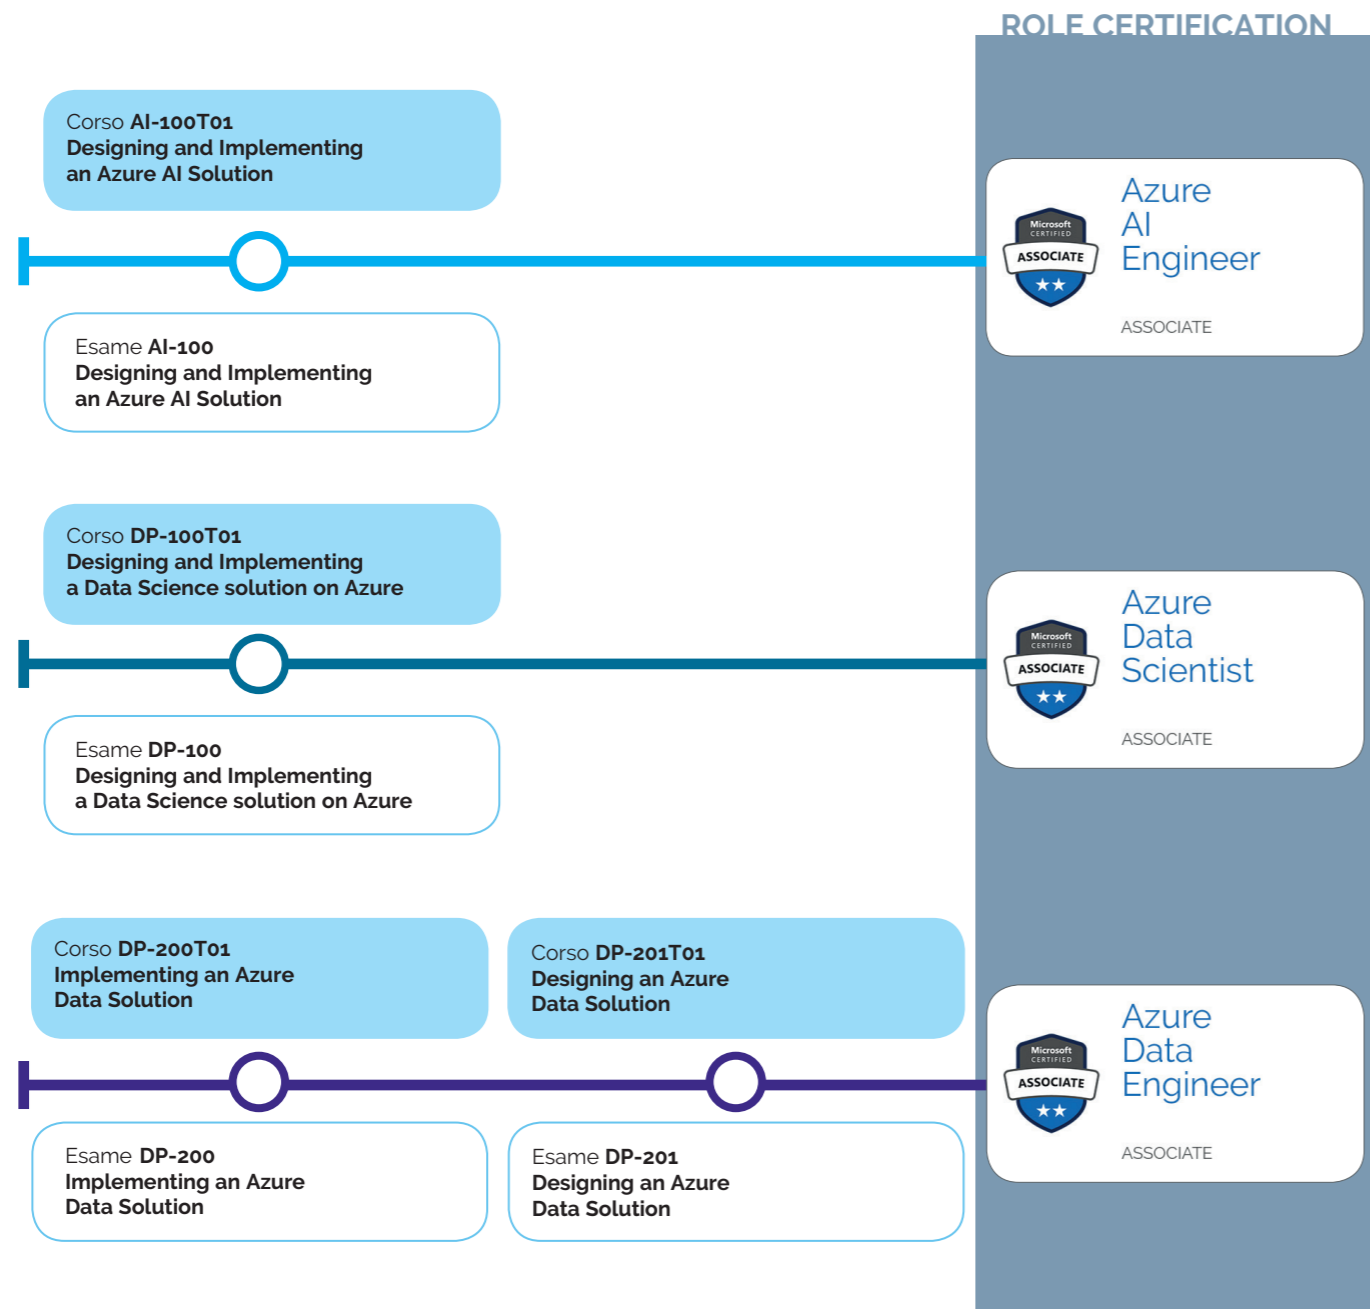 ROLE CERTIFICATION
Corso AI-100T01
Designing and Implementing
an Azure AI Solution
Esame AI-100
Designing and Implementing
an Azure AI Solution
Microsoft
CERTIFIED
ASSOCIATE
Azure
AI
Engineer
ASSOCIATE
Corso DP-100T01
Designing and Implementing
a Data Science solution on Azure
Esame DP-100
Designing and Implementing
a Data Science solution on Azure
Microsoft
CERTIFIED
ASSOCIATE
Azure
Data
Scientist
ASSOCIATE
Corso DP-200T01
Implementing an Azure
Data Solution
Corso DP-201T01
Designing an Azure
Data Solution
Esame DP-200
Implementing an Azure
Data Solution
Esame DP-201
Designing an Azure
Data Solution
Microsoft
CERTIFIED
ASSOCIATE
Azure
Data
Engineer
ASSOCIATE